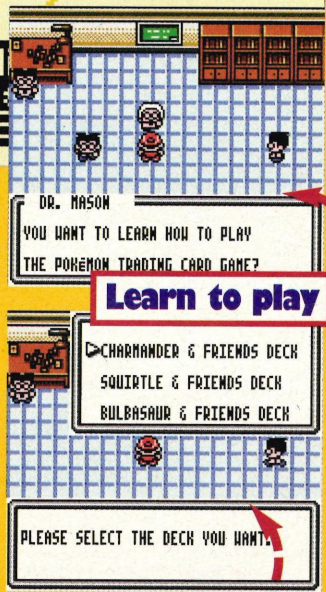 DR. MASON
YOU WANT TO LEARN HOW TO PLAY
THE POKéMON TRADING CARD GAME?
Learn to play
CHARMANDER & FRIENDS DECK
SQUIRTLE & FRIENDS DECK
BULBASAUR & FRIENDS DECK
PLEASE SELECT THE DECK YOU WANT.